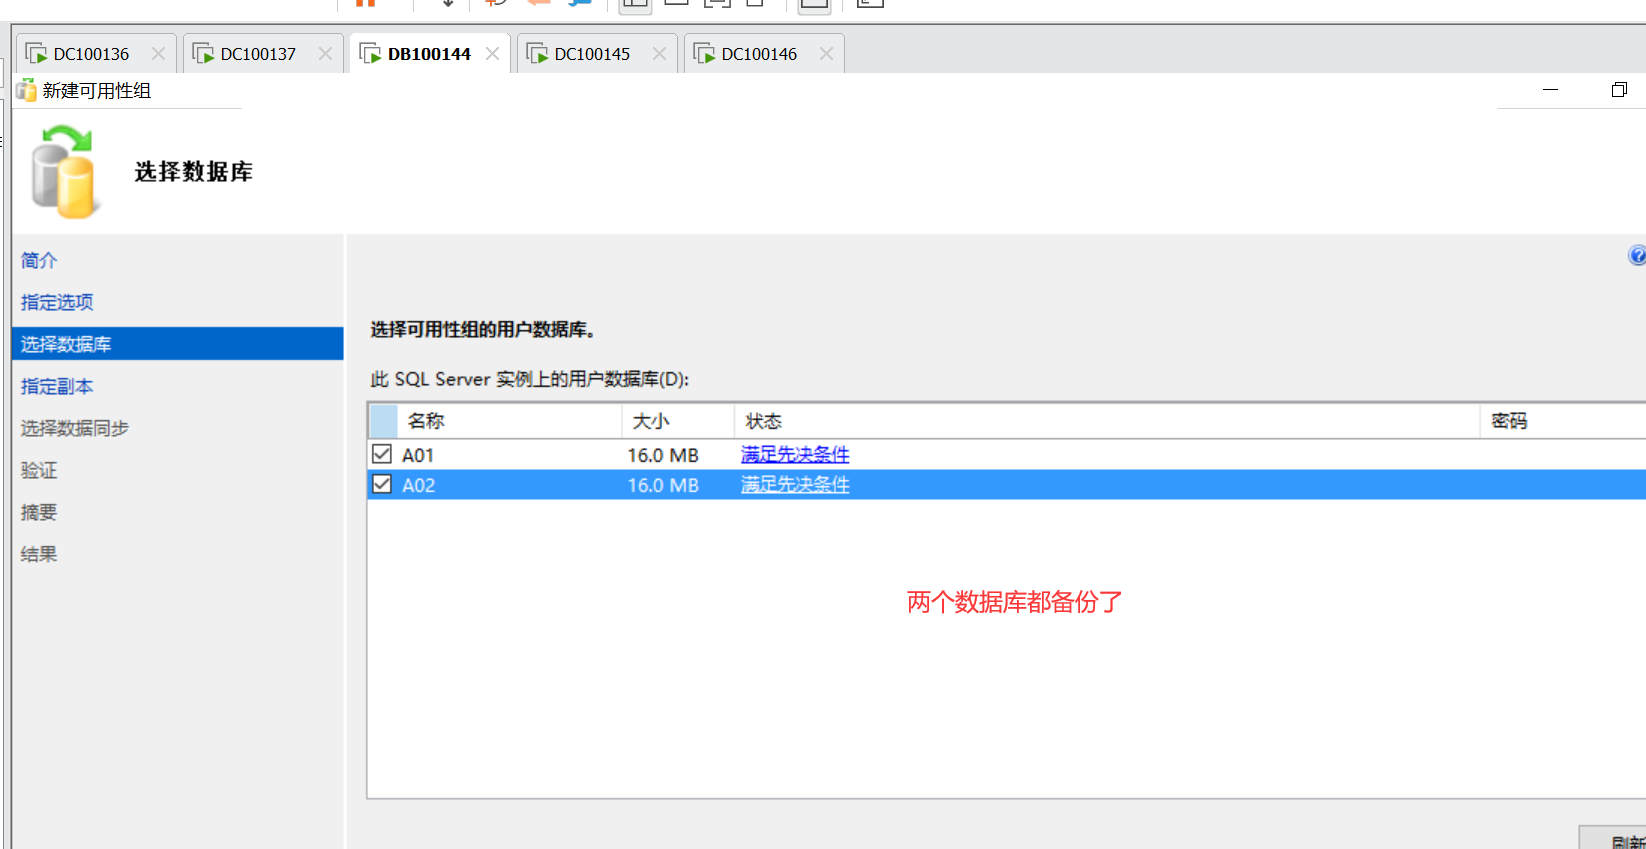 DC100136
DC100137
DB100144
DC100145
DC100146
新建可用性组
选择数据库
简介
指定选项
选择数据库
指定副本
选择数据同步
验证
摘要
结果
选择可用性组的用户数据库。
此 SQL Server 实例上的用户数据库(D):
名称 大小 状态 密码
A01 16.0 MB 满足先决条件
A02 16.0 MB 满足先决条件
两个数据库都备份了
刷新